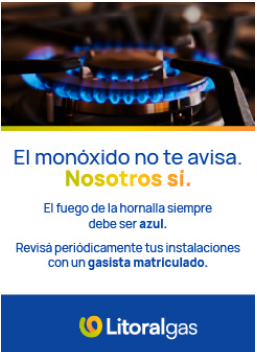 El monóxido no te avisa.
Nosotros sí.
El fuego de la hornalla siempre
debe ser azul.
Revisá periódicamente tus instalaciones
con un gasista matriculado.
Litoralgas